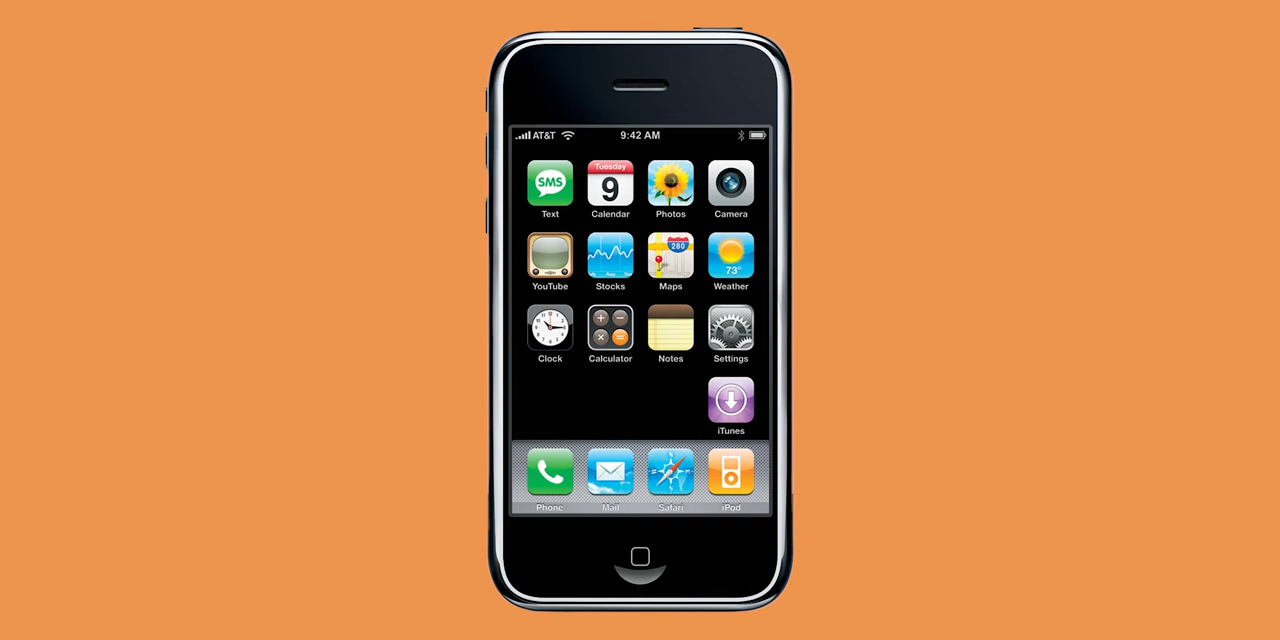 AT&T 9:42 AM
SMS Tuesday 9
Text Calendar Photos Camera
280 73°
YouTube Stocks Maps Weather
Clock Calculator Notes Settings
iTunes
Phone Mail Safari iPod